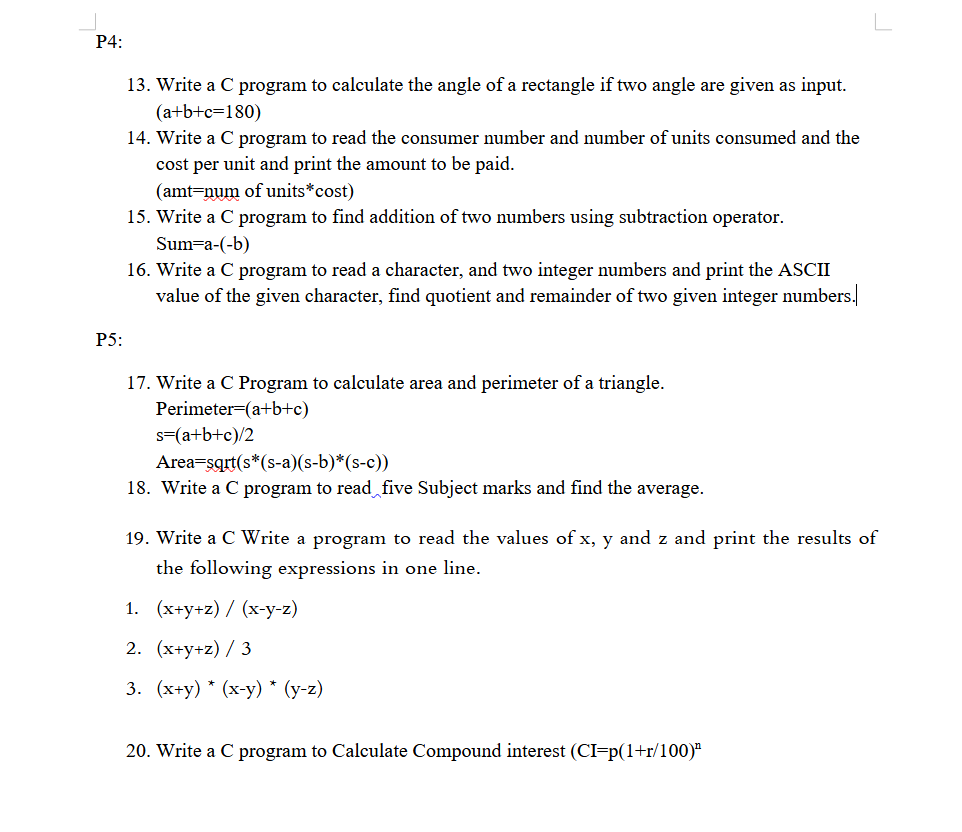 P4:
13. Write a C program to calculate the angle of a rectangle if two angle are given as input.
(a+b+c=180)
14. Write a C program to read the consumer number and number of units consumed and the
cost per unit and print the amount to be paid.
(amt=num of units*cost)
15. Write a C program to find addition of two numbers using subtraction operator.
Sum=a-(-b)
16. Write a C program to read a character, and two integer numbers and print the ASCII
value of the given character, find quotient and remainder of two given integer numbers.
P5:
17. Write a C Program to calculate area and perimeter of a triangle.
Perimeter=(a+b+c)
s=(a+b+c)/2
Area=sqrt(s*(s-a)(s-b)*(s-c))
18. Write a C program to read five Subject marks and find the average.
19. Write a C Write a program to read the values of x, y and z and print the results of
the following expressions in one line.
1. (x+y+z) / (x-y-z)
2. (x+y+z) / 3
3. (x+y) * (x-y) * (y-z)
20. Write a C program to Calculate Compound interest (CI=p(1+r/100)ⁿ